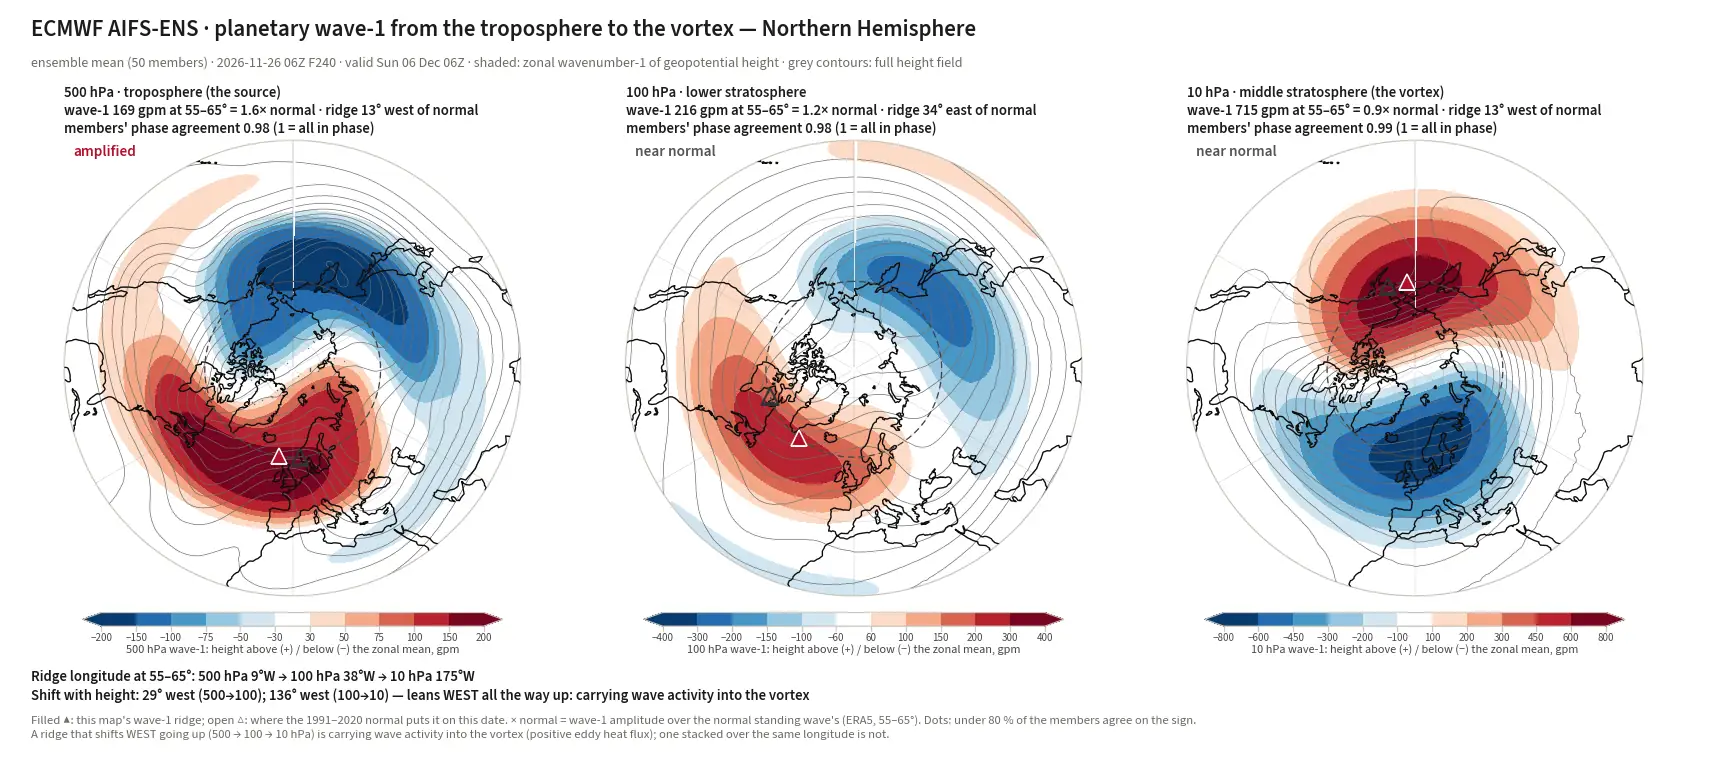 ECMWF AIFS-ENS · planetary wave-1 from the troposphere to the vortex — Northern Hemisphere
ensemble mean (50 members) · 2026-11-26 06Z F240 · valid Sun 06 Dec 06Z · shaded: zonal wavenumber-1 of geopotential height · grey contours: full height field
500 hPa · troposphere (the source)
wave-1 169 gpm at 55–65° = 1.6× normal · ridge 13° west of normal
members' phase agreement 0.98 (1 = all in phase)
amplified
100 hPa · lower stratosphere
wave-1 216 gpm at 55–65° = 1.2× normal · ridge 34° east of normal
members' phase agreement 0.98 (1 = all in phase)
near normal
10 hPa · middle stratosphere (the vortex)
wave-1 715 gpm at 55–65° = 0.9× normal · ridge 13° west of normal
members' phase agreement 0.99 (1 = all in phase)
near normal
−200 −150 −100 −75 −50 −30 30 50 75 100 150 200
500 hPa wave-1: height above (+) / below (−) the zonal mean, gpm
−400 −300 −200 −150 −100 −60 60 100 150 200 300 400
100 hPa wave-1: height above (+) / below (−) the zonal mean, gpm
−800 −600 −450 −300 −200 −100 100 200 300 450 600 800
10 hPa wave-1: height above (+) / below (−) the zonal mean, gpm
Ridge longitude at 55–65°: 500 hPa 9°W → 100 hPa 38°W → 10 hPa 175°W
Shift with height: 29° west (500→100); 136° west (100→10) — leans WEST all the way up: carrying wave activity into the vortex
Filled ▲: this map's wave-1 ridge; open △: where the 1991–2020 normal puts it on this date. × normal = wave-1 amplitude over the normal standing wave's (ERA5, 55–65°). Dots: under 80 % of the members agree on the sign.
A ridge that shifts WEST going up (500 → 100 → 10 hPa) is carrying wave activity into the vortex (positive eddy heat flux); one stacked over the same longitude is not.